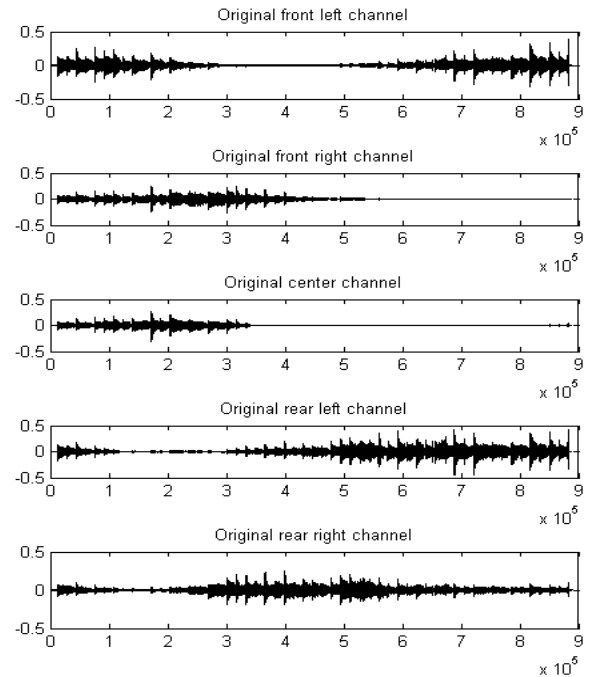 Original front left channel
0.5
0
-0.5
0 1 2 3 4 5 6 7 8 9
x 10^5
Original front right channel
0.5
0
-0.5
0 1 2 3 4 5 6 7 8 9
x 10^5
Original center channel
0.5
0
-0.5
0 1 2 3 4 5 6 7 8 9
x 10^5
Original rear left channel
0.5
0
-0.5
0 1 2 3 4 5 6 7 8 9
x 10^5
Original rear right channel
0.5
0
-0.5
0 1 2 3 4 5 6 7 8 9
x 10^5